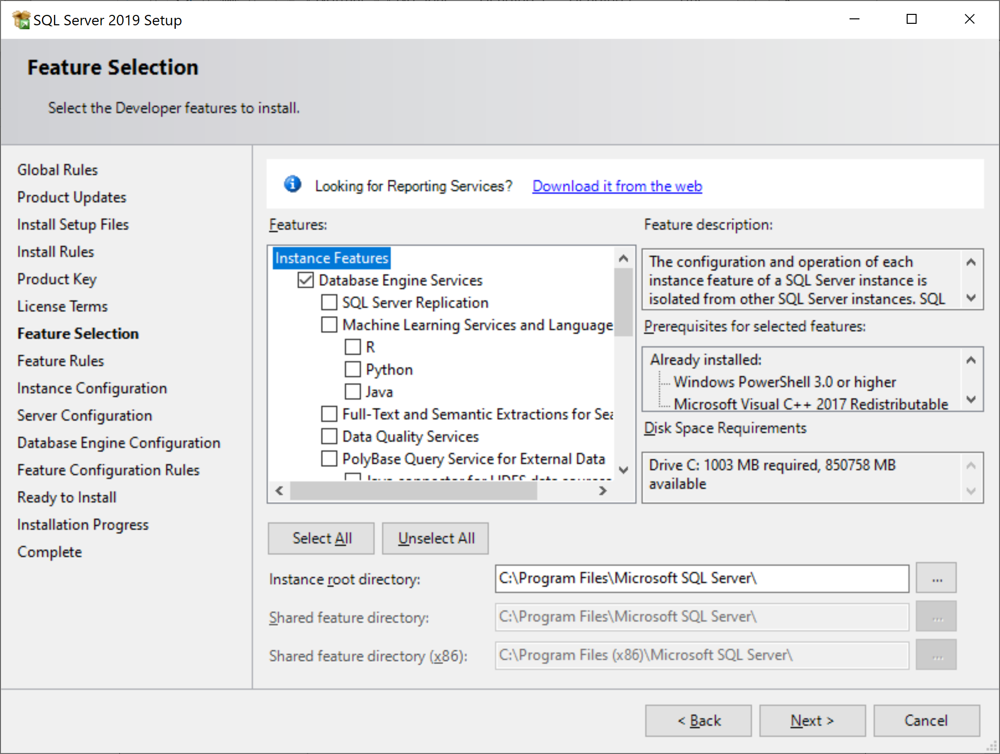 SQL Server 2019 Setup
Feature Selection
Select the Developer features to install.
Global Rules
Product Updates
Install Setup Files
Install Rules
Product Key
License Terms
Feature Selection
Feature Rules
Instance Configuration
Server Configuration
Database Engine Configuration
Feature Configuration Rules
Ready to Install
Installation Progress
Complete
Looking for Reporting Services? Download it from the web
Features:
Instance Features
Database Engine Services
SQL Server Replication
Machine Learning Services and Language
R
Python
Java
Full-Text and Semantic Extractions for Sea
Data Quality Services
PolyBase Query Service for External Data
Java connector for HDFS data sources
Feature description:
The configuration and operation of each
instance feature of a SQL Server instance is
isolated from other SQL Server instances. SQL
Prerequisites for selected features:
Already installed:
Windows PowerShell 3.0 or higher
Microsoft Visual C++ 2017 Redistributable
Disk Space Requirements
Drive C: 1003 MB required, 850758 MB
available
Select All
Unselect All
Instance root directory:
C:\Program Files\Microsoft SQL Server\
...
Shared feature directory:
C:\Program Files\Microsoft SQL Server\
...
Shared feature directory (x86):
C:\Program Files (x86)\Microsoft SQL Server\
...
< Back
Next >
Cancel